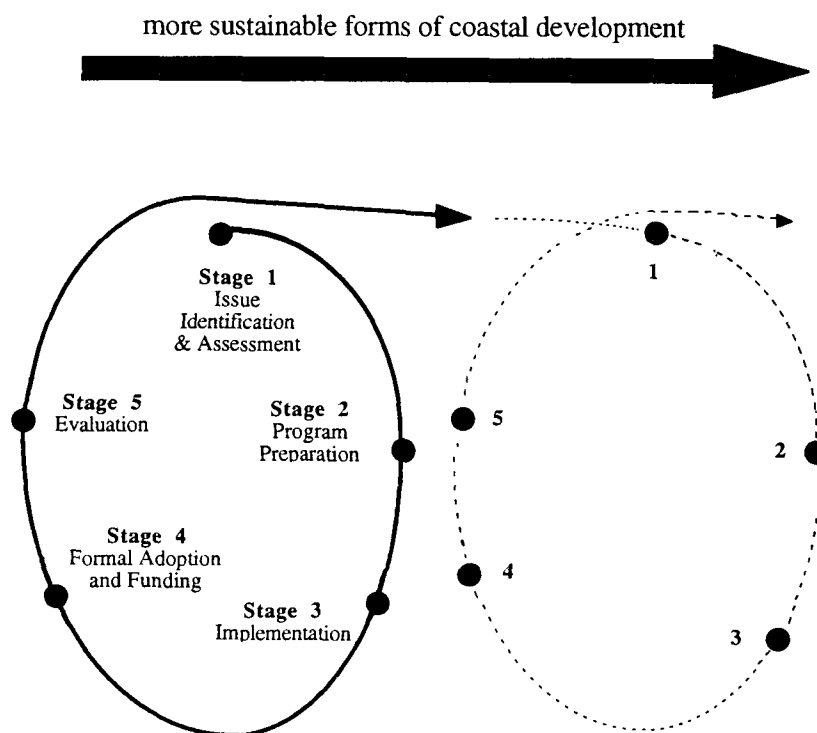 more sustainable forms of coastal development
Stage 1
Issue
Identification
& Assessment
Stage 2
Program
Preparation
Stage 3
Implementation
Stage 4
Formal Adoption
and Funding
Stage 5
Evaluation
1
2
3
4
5